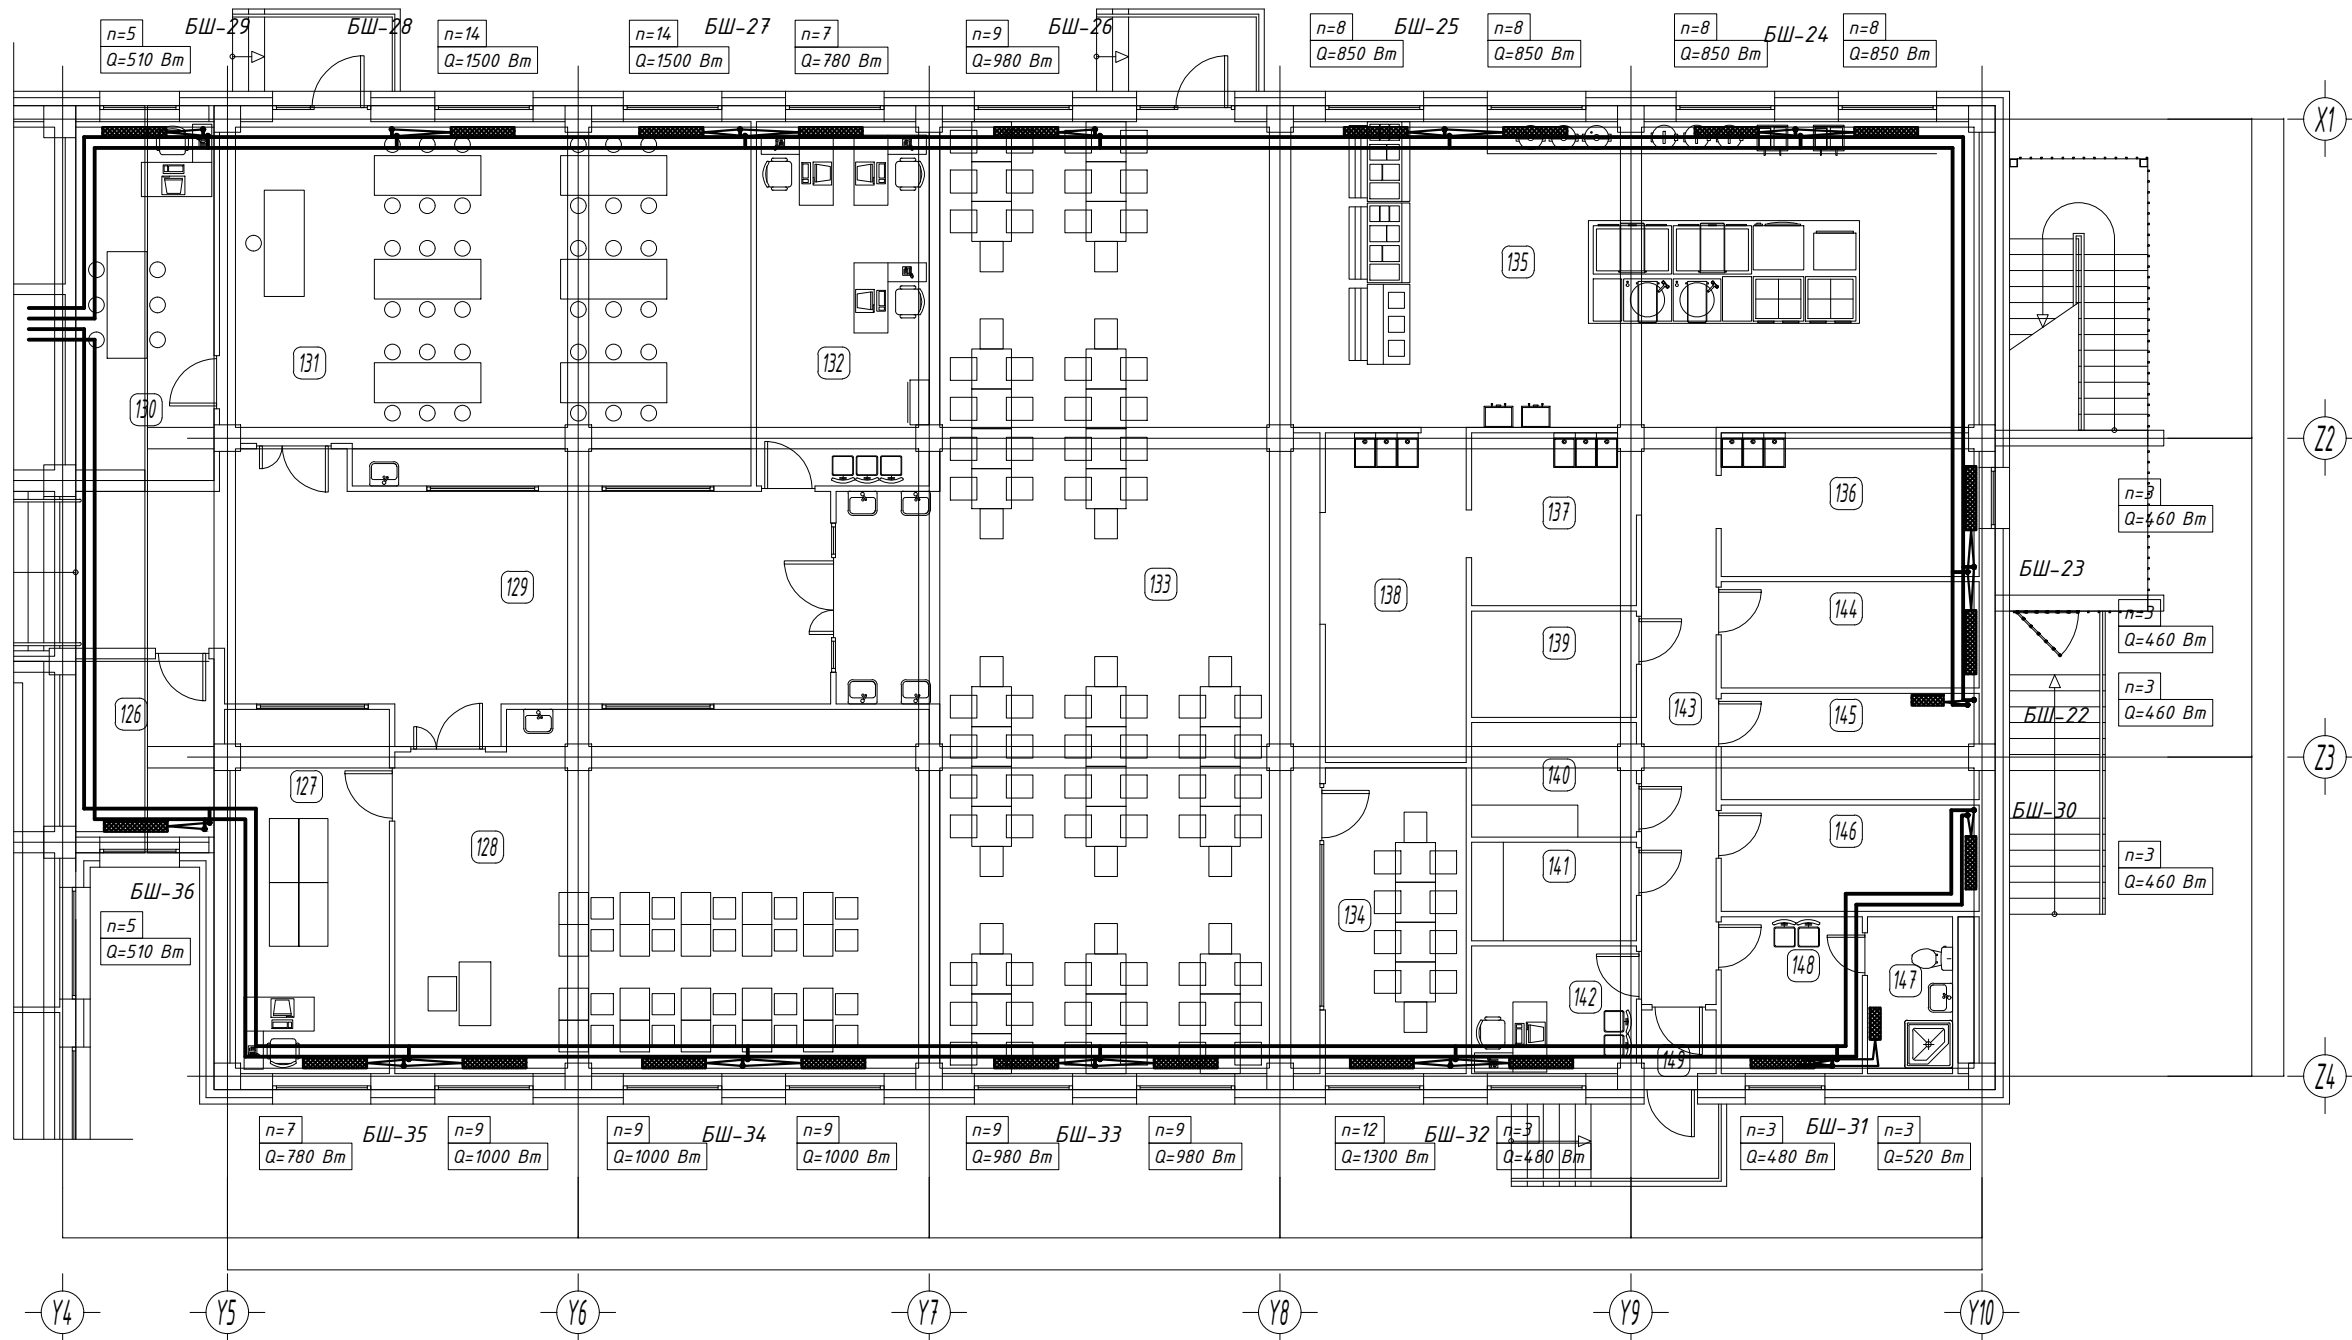 n=5
Q=510 Вт
БШ-29
БШ-28
n=14
Q=1500 Вт
n=14
Q=1500 Вт
БШ-27
n=7
Q=780 Вт
n=9
Q=980 Вт
БШ-26
n=8
Q=850 Вт
БШ-25
n=8
Q=850 Вт
n=8
Q=850 Вт
БШ-24
n=8
Q=850 Вт
X1
135
131
132
130
Z2
136
n=3
Q=460 Вт
137
БШ-23
129
133
138
144
n=3
Q=460 Вт
139
126
143
145
n=3
Q=460 Вт
БШ-22
Z3
127
140
БШ-30
128
146
n=3
Q=460 Вт
141
БШ-36
n=5
Q=510 Вт
134
148
147
142
149
Z4
n=7
Q=780 Вт
БШ-35
n=9
Q=1000 Вт
n=9
Q=1000 Вт
БШ-34
n=9
Q=1000 Вт
n=9
Q=980 Вт
БШ-33
n=9
Q=980 Вт
n=12
Q=1300 Вт
БШ-32
n=3
Q=480 Вт
n=3
Q=480 Вт
БШ-31
n=3
Q=520 Вт
Y4
Y5
Y6
Y7
Y8
Y9
Y10